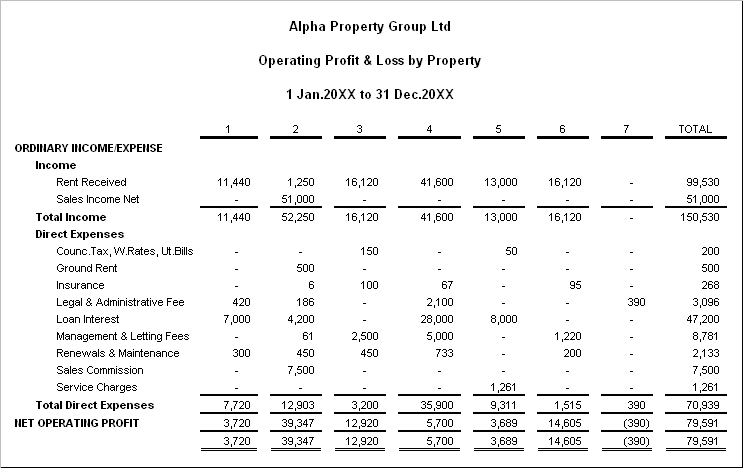 Alpha Property Group Ltd
Operating Profit & Loss by Property
1 Jan.20XX to 31 Dec.20XX
1 2 3 4 5 6 7 TOTAL
ORDINARY INCOME/EXPENSE
Income
Rent Received 11,440 1,250 16,120 41,600 13,000 16,120 - 99,530
Sales Income Net - 51,000 - - - - - 51,000
Total Income 11,440 52,250 16,120 41,600 13,000 16,120 - 150,530
Direct Expenses
Counc.Tax, W.Rates, Ut.Bills - - 150 - 50 - - 200
Ground Rent - 500 - - - - - 500
Insurance - 6 100 67 - 95 - 268
Legal & Administrative Fee 420 186 - 2,100 - - 390 3,096
Loan Interest 7,000 4,200 - 28,000 8,000 - - 47,200
Management & Letting Fees - 61 2,500 5,000 - 1,220 - 8,781
Renewals & Maintenance 300 450 450 733 - 200 - 2,133
Sales Commission - 7,500 - - - - - 7,500
Service Charges - - - - 1,261 - - 1,261
Total Direct Expenses 7,720 12,903 3,200 35,900 9,311 1,515 390 70,939
NET OPERATING PROFIT 3,720 39,347 12,920 5,700 3,689 14,605 (390) 79,591
3,720 39,347 12,920 5,700 3,689 14,605 (390) 79,591